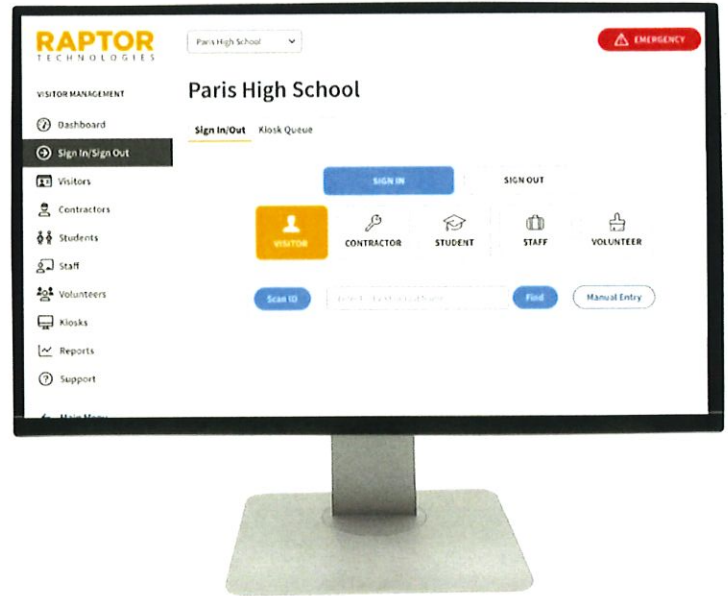 RAPTOR
TECHNOLOGIES
Paris High School
EMERGENCY
VISITOR MANAGEMENT
Paris High School
Dashboard
Sign In/Out Kiosk Queue
Sign In/Sign Out
Visitors
SIGN IN SIGN OUT
Contractors
Students
VISITOR CONTRACTOR STUDENT STAFF VOLUNTEER
Staff
Volunteers
Scan ID Find Manual Entry
Kiosks
Reports
Support
Main Menu